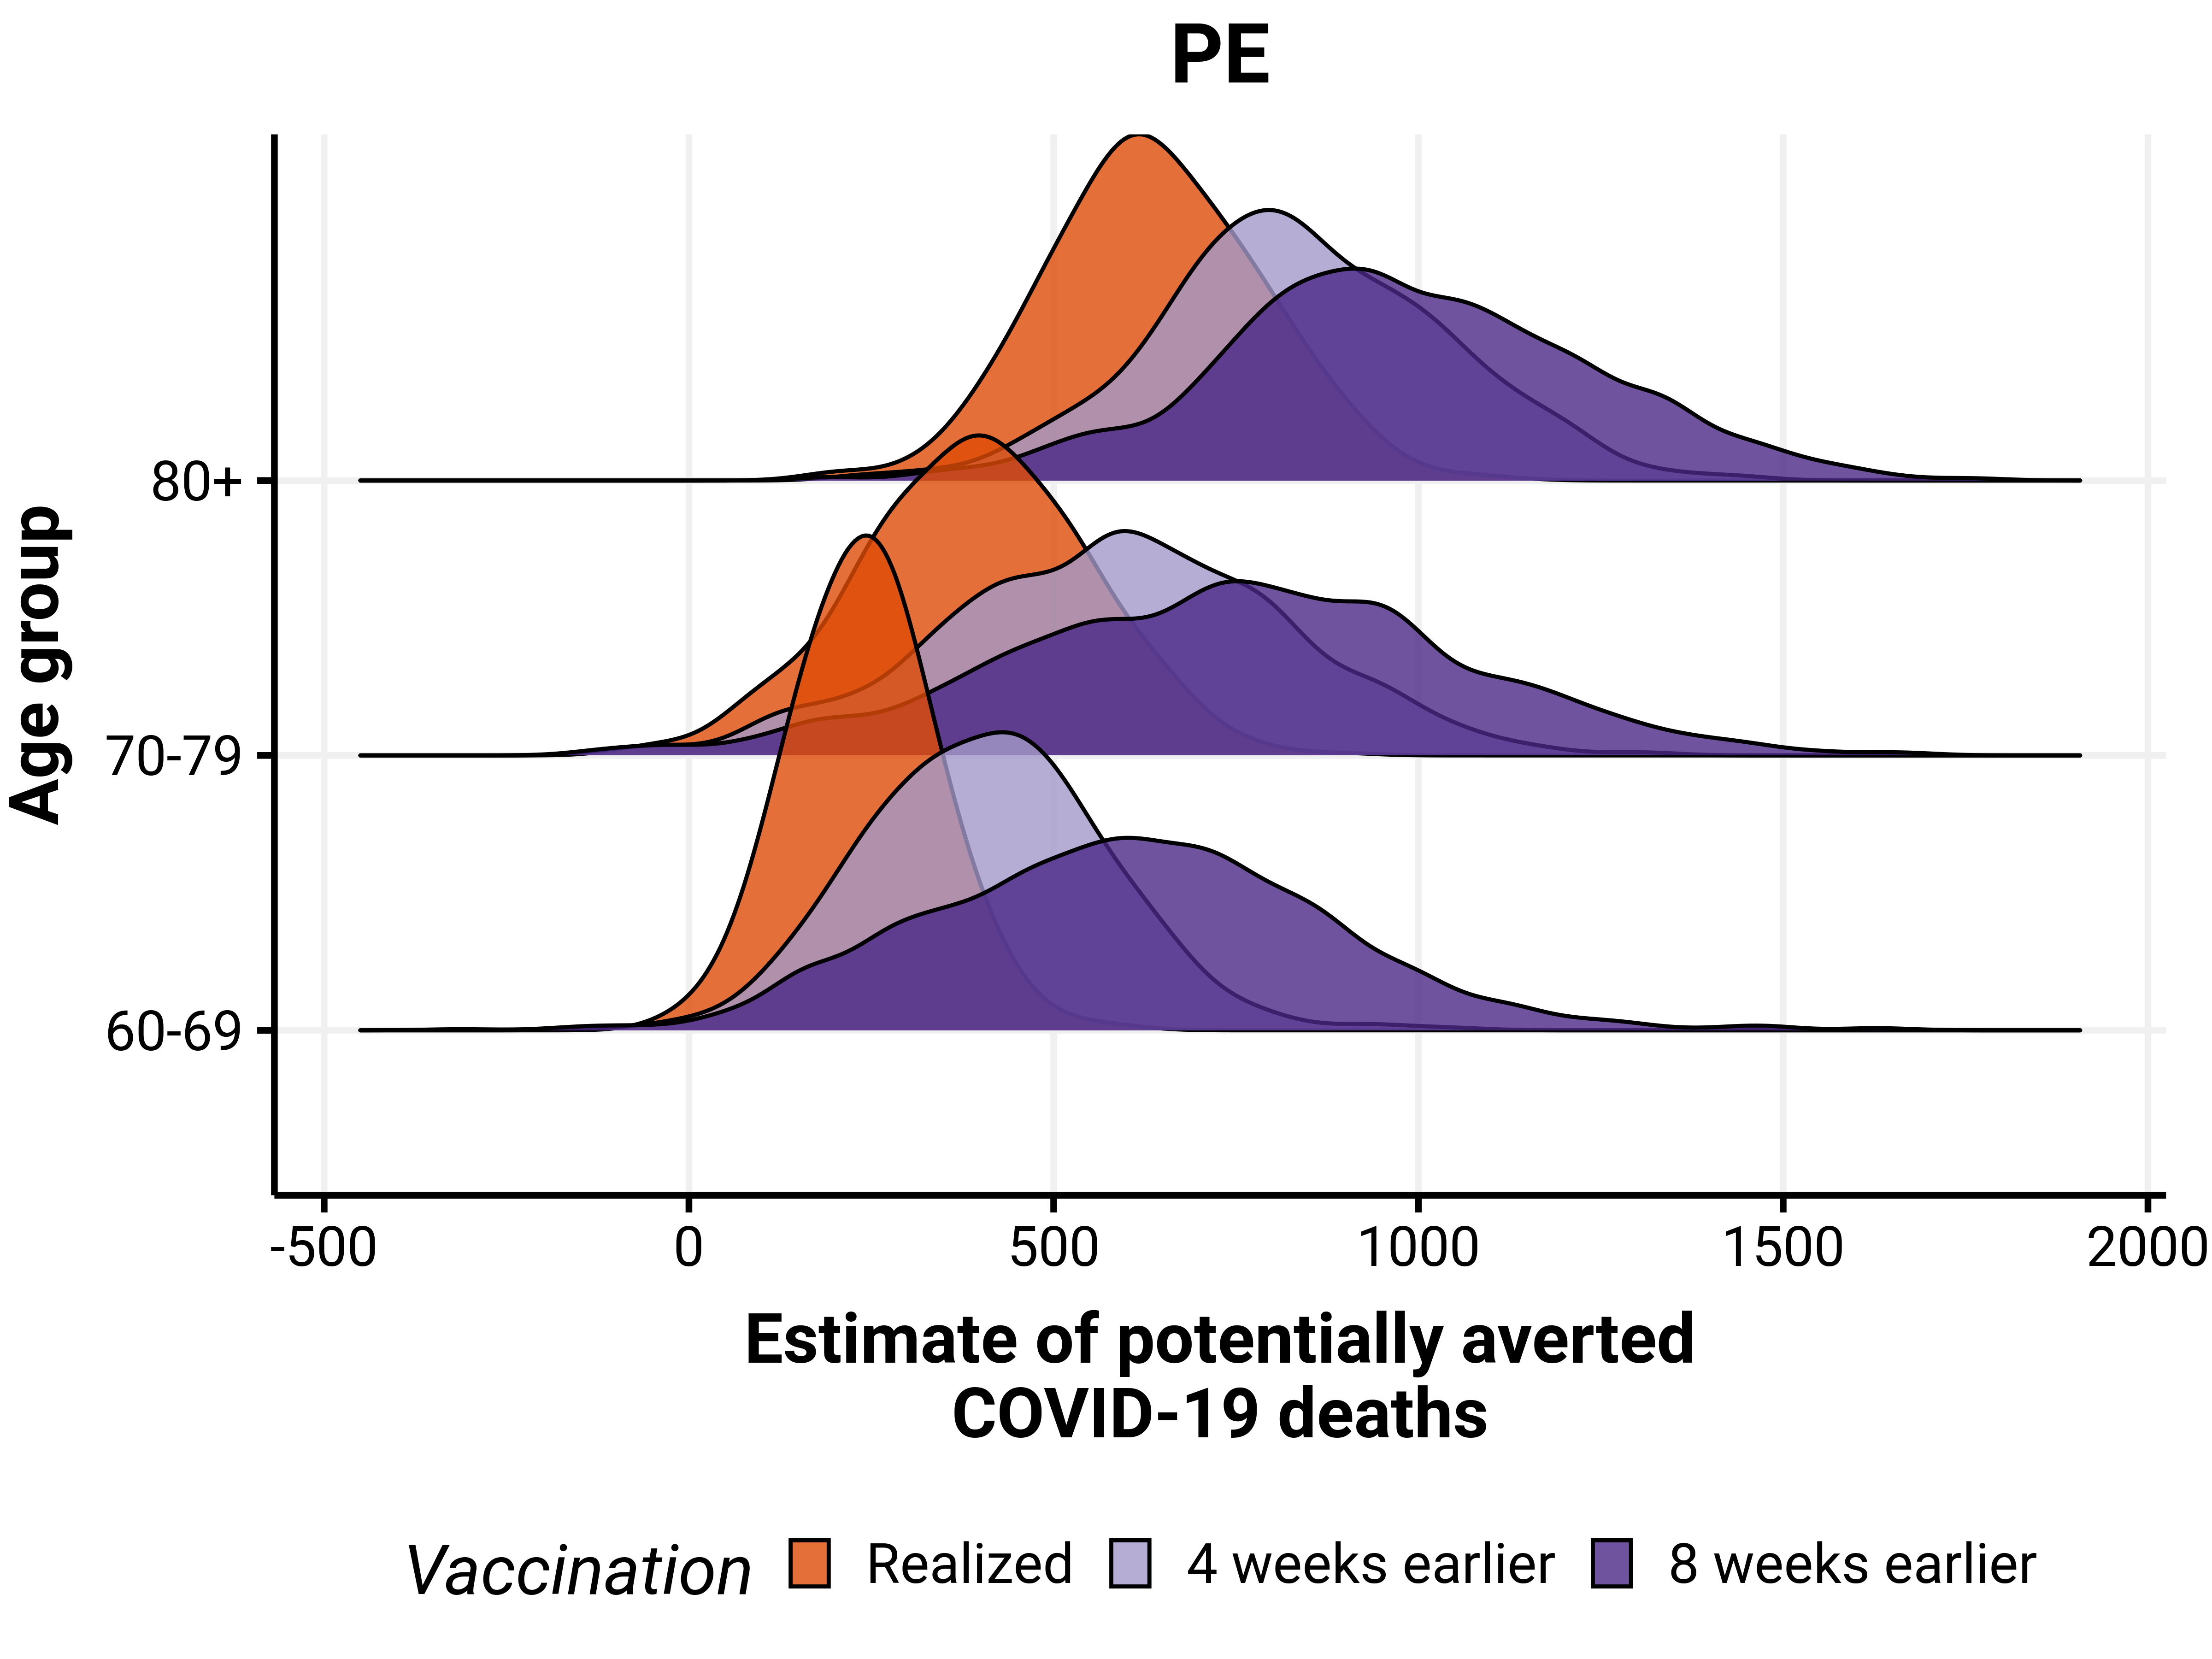 PE
Age group
80+
70-79
60-69
-500 0 500 1000 1500 2000
Estimate of potentially averted
COVID-19 deaths
Vaccination Realized 4 weeks earlier 8 weeks earlier